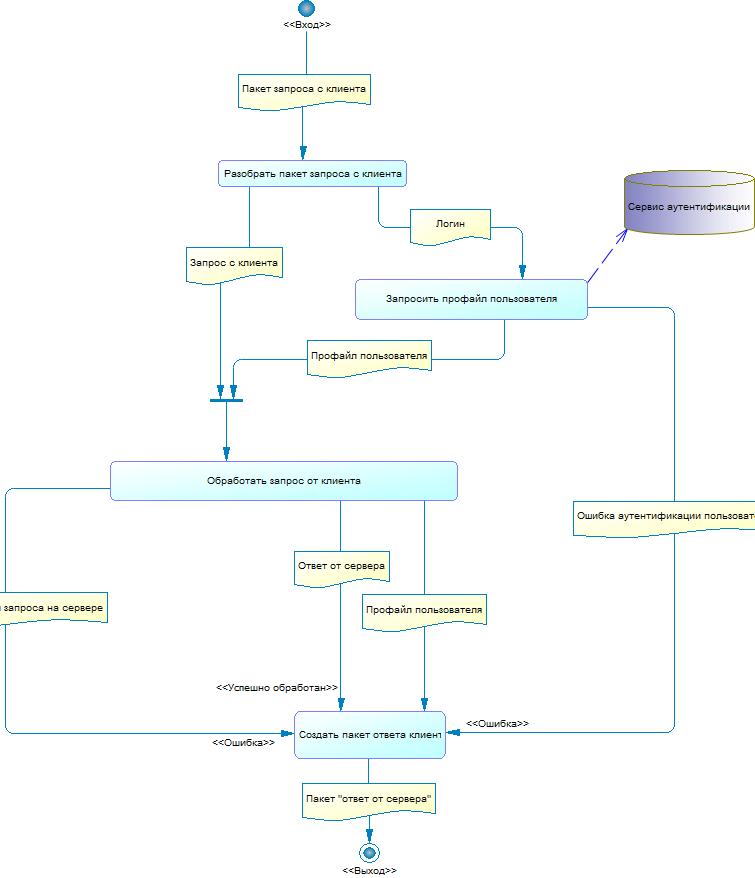 <<Вход>>
Пакет запроса с клиента
Разобрать пакет запроса с клиента
Сервис аутентификации
Логин
Запрос с клиента
Запросить профайл пользователя
Профайл пользователя
Обработать запрос от клиента
Ошибка аутентификации
Ответ от сервера
запроса на сервере
Профайл пользователя
<<Успешно обработан>>
<<Ошибка>>
Создать пакет ответа клиент
<<Ошибка>>
Пакет "ответ от сервера"
<<Выход>>